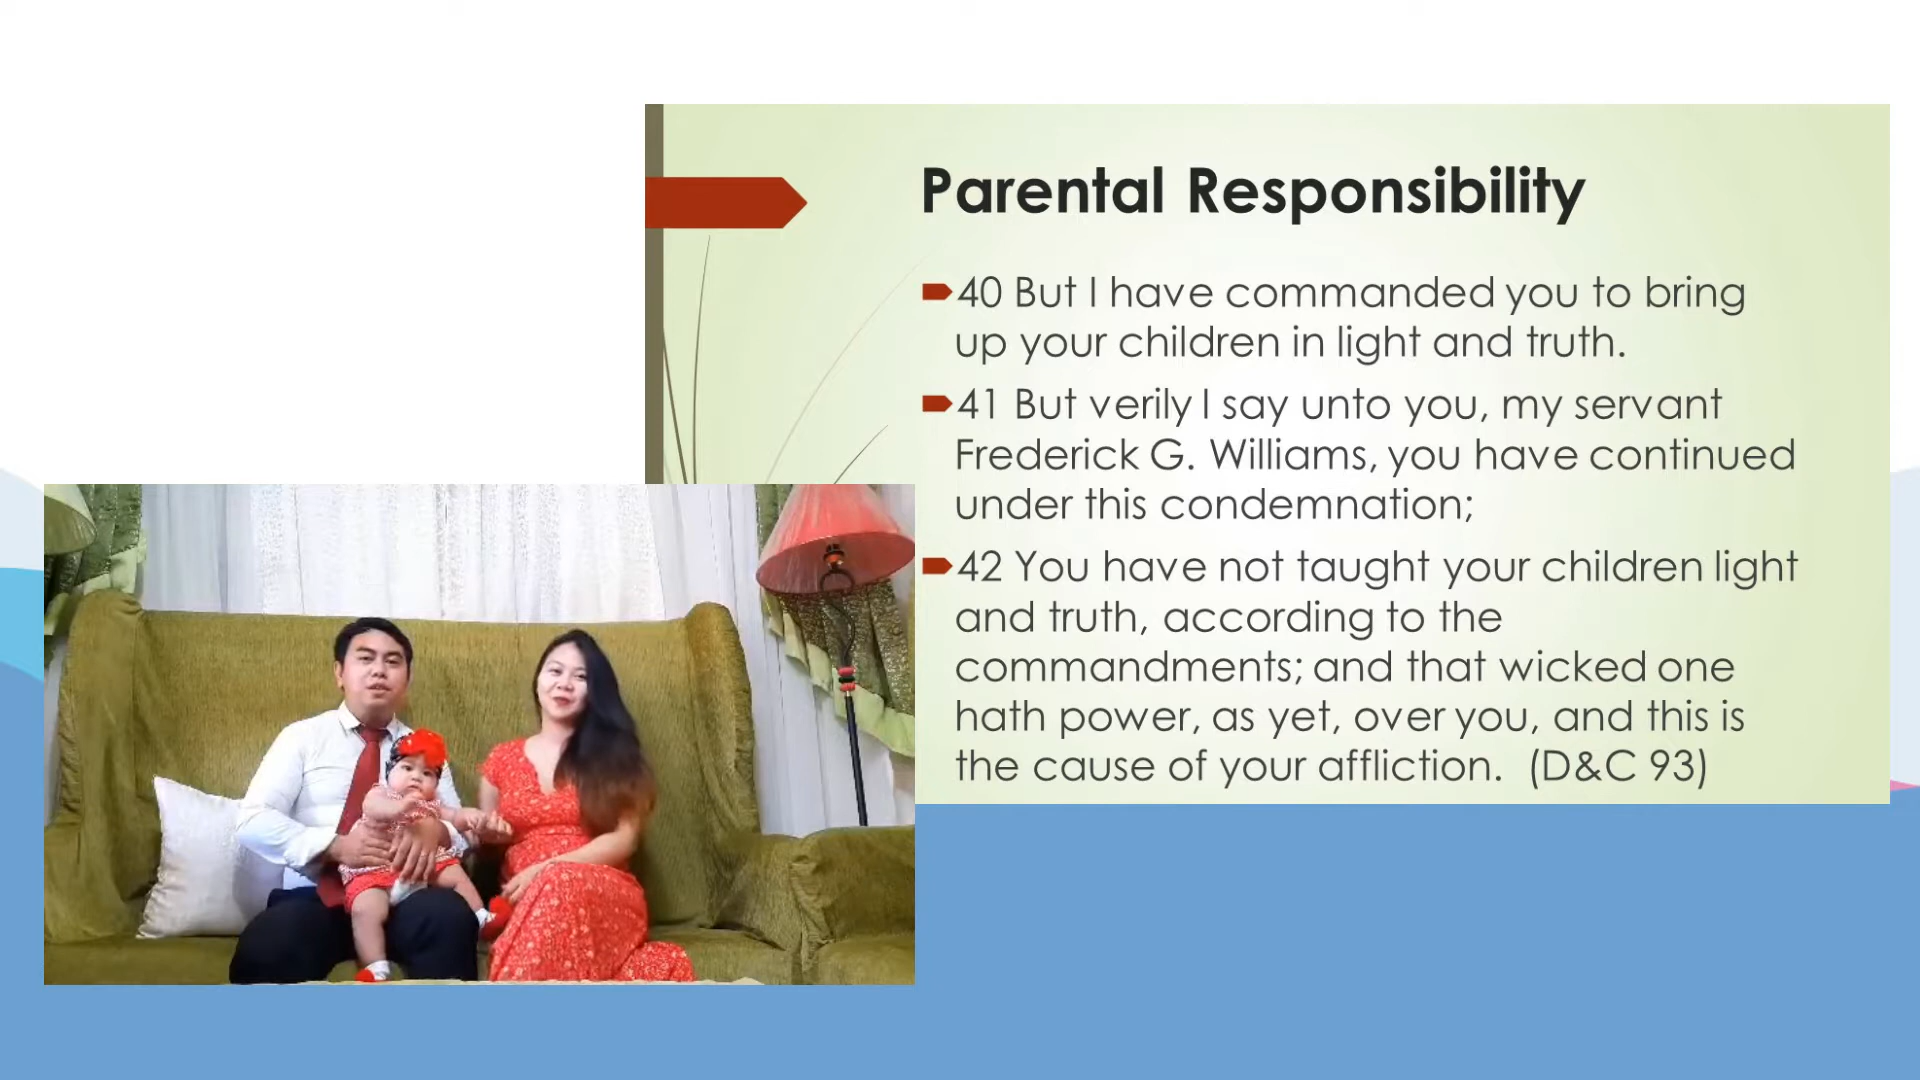 Parental Responsibility
40 But I have commanded you to bring
up your children in light and truth.
41 But verily I say unto you, my servant
Frederick G. Williams, you have continued
under this condemnation;
42 You have not taught your children light
and truth, according to the
commandments; and that wicked one
hath power, as yet, over you, and this is
the cause of your affliction. (D&C 93)